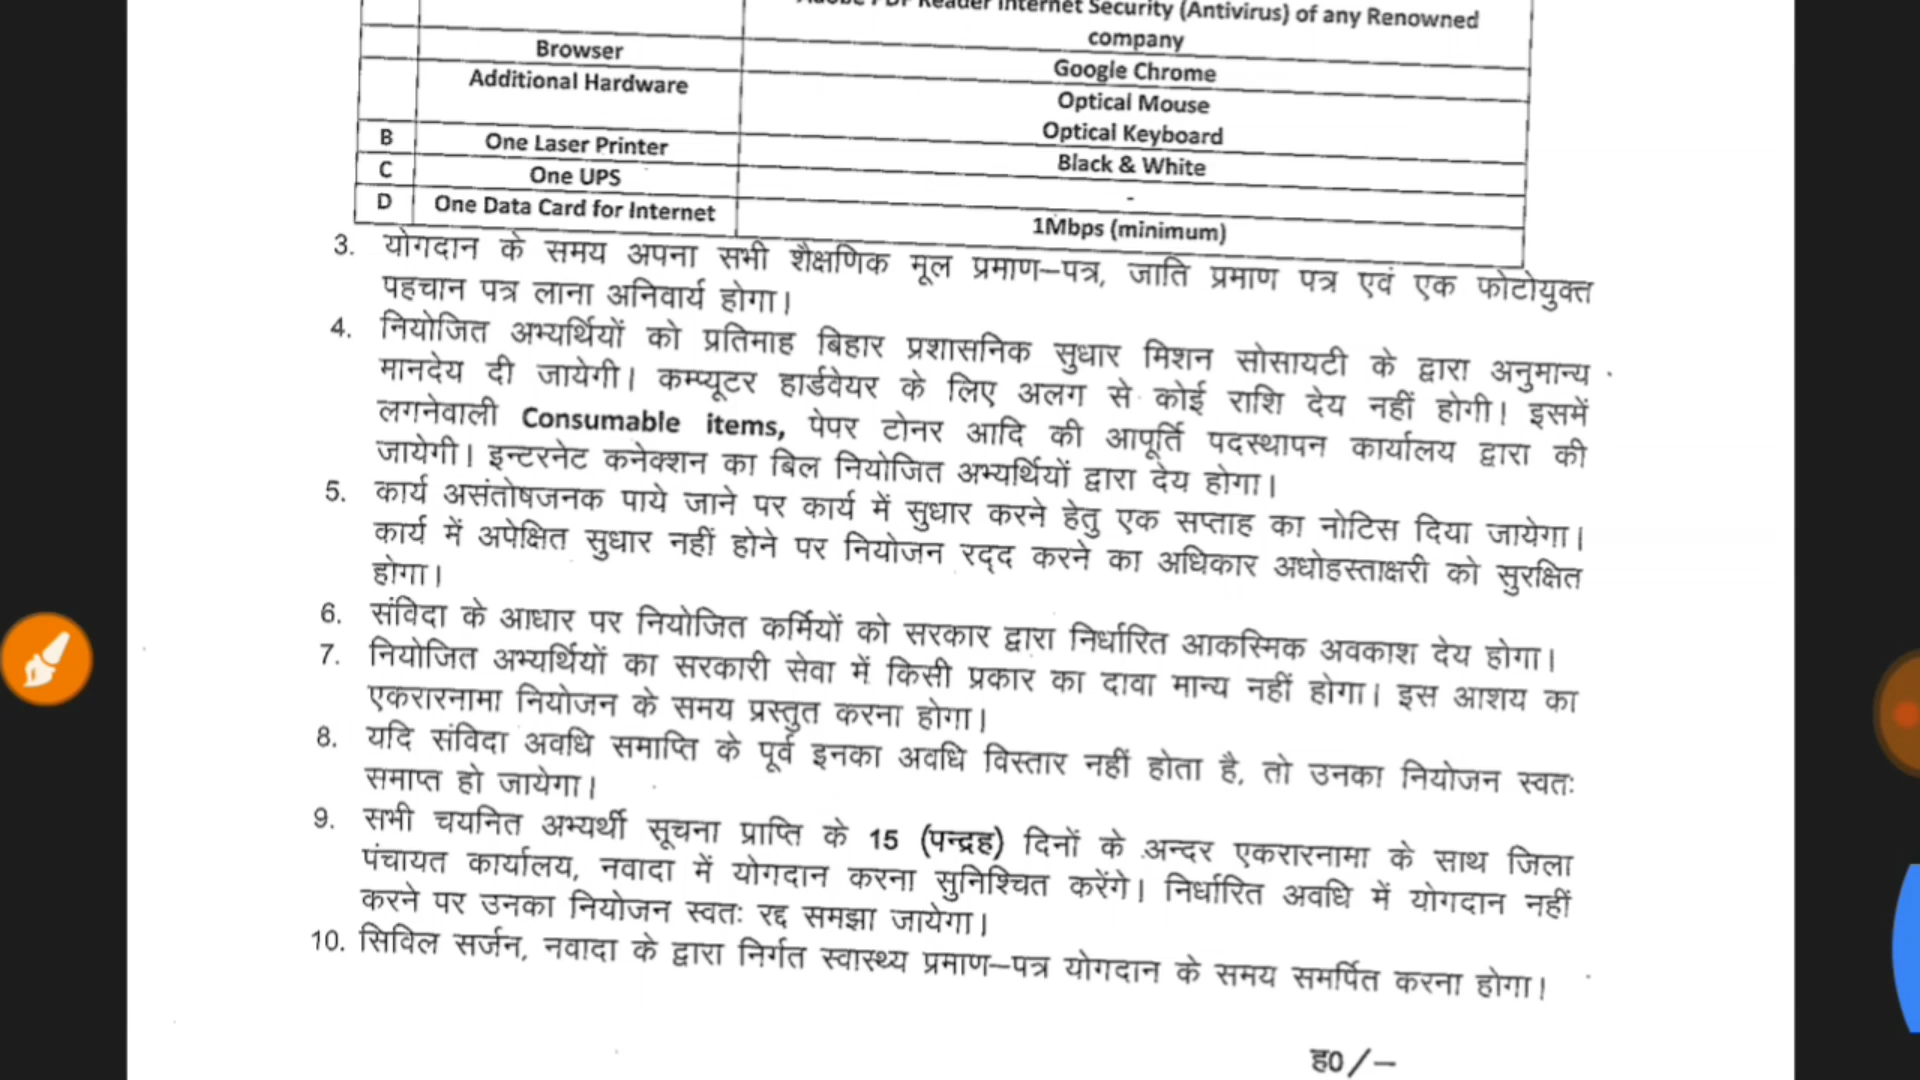 Reader Internet Security (Antivirus) of any Renowned
company
Browser
Google Chrome
Additional Hardware
Optical Mouse
Optical Keyboard
B One Laser Printer Black & White
C One UPS -
D One Data Card for Internet 1Mbps (minimum)
3. योगदान के समय अपना सभी शैक्षणिक मूल प्रमाण–पत्र, जाति प्रमाण पत्र एवं एक फोटोयुक्त
पहचान पत्र लाना अनिवार्य होगा।
4. नियोजित अभ्यर्थियों को प्रतिमाह बिहार प्रशासनिक सुधार मिशन सोसायटी के द्वारा अनुमान्य
मानदेय दी जायेगी। कम्प्यूटर हार्डवेयर के लिए अलग से कोई राशि देय नहीं होगी। इसमें
लगनेवाली Consumable items, पेपर टोनर आदि की आपूर्ति पदस्थापन कार्यालय द्वारा की
जायेगी। इन्टरनेट कनेक्शन का बिल नियोजित अभ्यर्थियों द्वारा देय होगा।
5. कार्य असंतोषजनक पाये जाने पर कार्य में सुधार करने हेतु एक सप्ताह का नोटिस दिया जायेगा।
कार्य में अपेक्षित सुधार नहीं होने पर नियोजन रद्द करने का अधिकार अधोहस्ताक्षरी को सुरक्षित
होगा।
6. संविदा के आधार पर नियोजित कर्मियों को सरकार द्वारा निर्धारित आकस्मिक अवकाश देय होगा।
7. नियोजित अभ्यर्थियों का सरकारी सेवा में किसी प्रकार का दावा मान्य नहीं होगा। इस आशय का
एकरारनामा नियोजन के समय प्रस्तुत करना होगा।
8. यदि संविदा अवधि समाप्ति के पूर्व इनका अवधि विस्तार नहीं होता है, तो उनका नियोजन स्वतः
समाप्त हो जायेगा।
9. सभी चयनित अभ्यर्थी सूचना प्राप्ति के 15 (पन्द्रह) दिनों के अन्दर एकरारनामा के साथ जिला
पंचायत कार्यालय, नवादा में योगदान करना सुनिश्चित करेंगे। निर्धारित अवधि में योगदान नहीं
करने पर उनका नियोजन स्वतः रद्द समझा जायेगा।
10. सिविल सर्जन, नवादा के द्वारा निर्गत स्वास्थ्य प्रमाण–पत्र योगदान के समय समर्पित करना होगा।
ह0/–